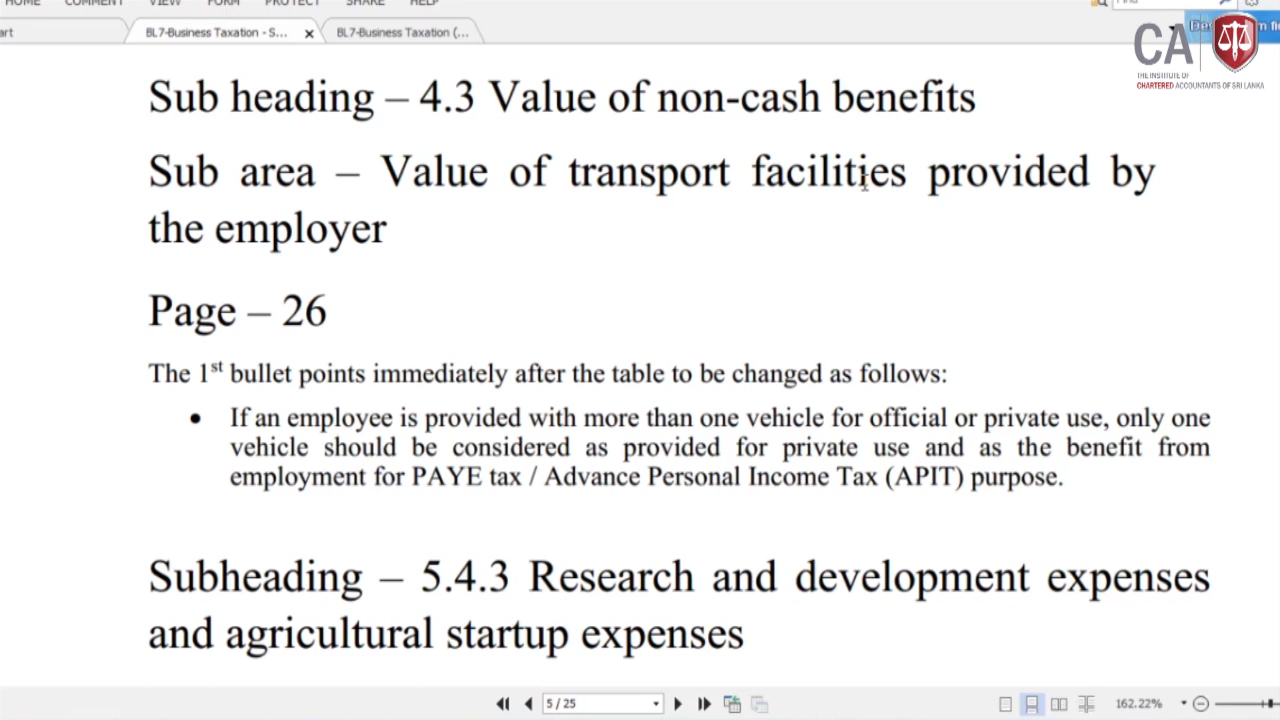 HOME COMMENT VIEW FORM PROTECT SHARE HELP Find
art BL7-Business Taxation - S... BL7-Business Taxation (...
CA
THE INSTITUTE OF
CHARTERED ACCOUNTANTS OF SRI LANKA
Sub heading – 4.3 Value of non-cash benefits
Sub area – Value of transport facilities provided by
the employer
Page – 26
The 1st bullet points immediately after the table to be changed as follows:
• If an employee is provided with more than one vehicle for official or private use, only one
vehicle should be considered as provided for private use and as the benefit from
employment for PAYE tax / Advance Personal Income Tax (APIT) purpose.
Subheading – 5.4.3 Research and development expenses
and agricultural startup expenses
5 / 25 162.22%